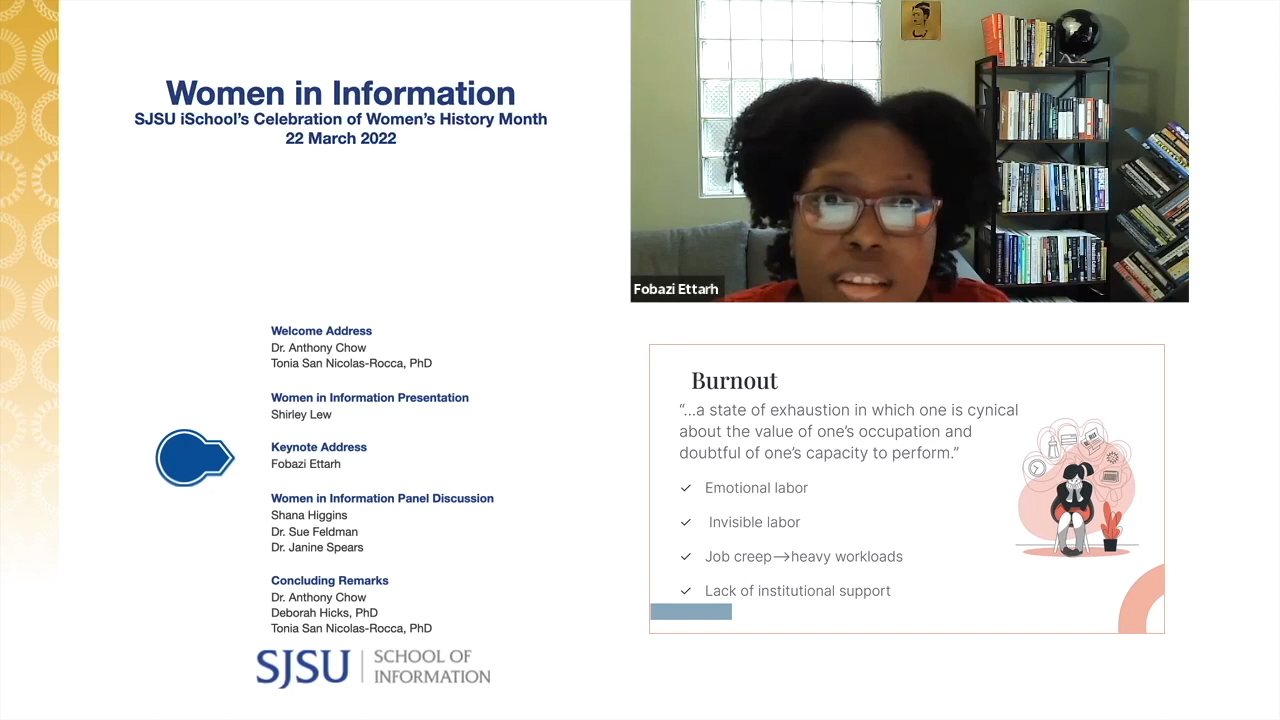 Women in Information
SJSU iSchool's Celebration of Women's History Month
22 March 2022
Fobazi Ettarh
Welcome Address
Dr. Anthony Chow
Tonia San Nicolas-Rocca, PhD
Women in Information Presentation
Shirley Lew
Keynote Address
Fobazi Ettarh
Women in Information Panel Discussion
Shana Higgins
Dr. Sue Feldman
Dr. Janine Spears
Concluding Remarks
Dr. Anthony Chow
Deborah Hicks, PhD
Tonia San Nicolas-Rocca, PhD
SJSU | SCHOOL OF
INFORMATION
Burnout
“...a state of exhaustion in which one is cynical
about the value of one’s occupation and
doubtful of one’s capacity to perform.”
✓ Emotional labor
✓ Invisible labor
✓ Job creep→heavy workloads
✓ Lack of institutional support